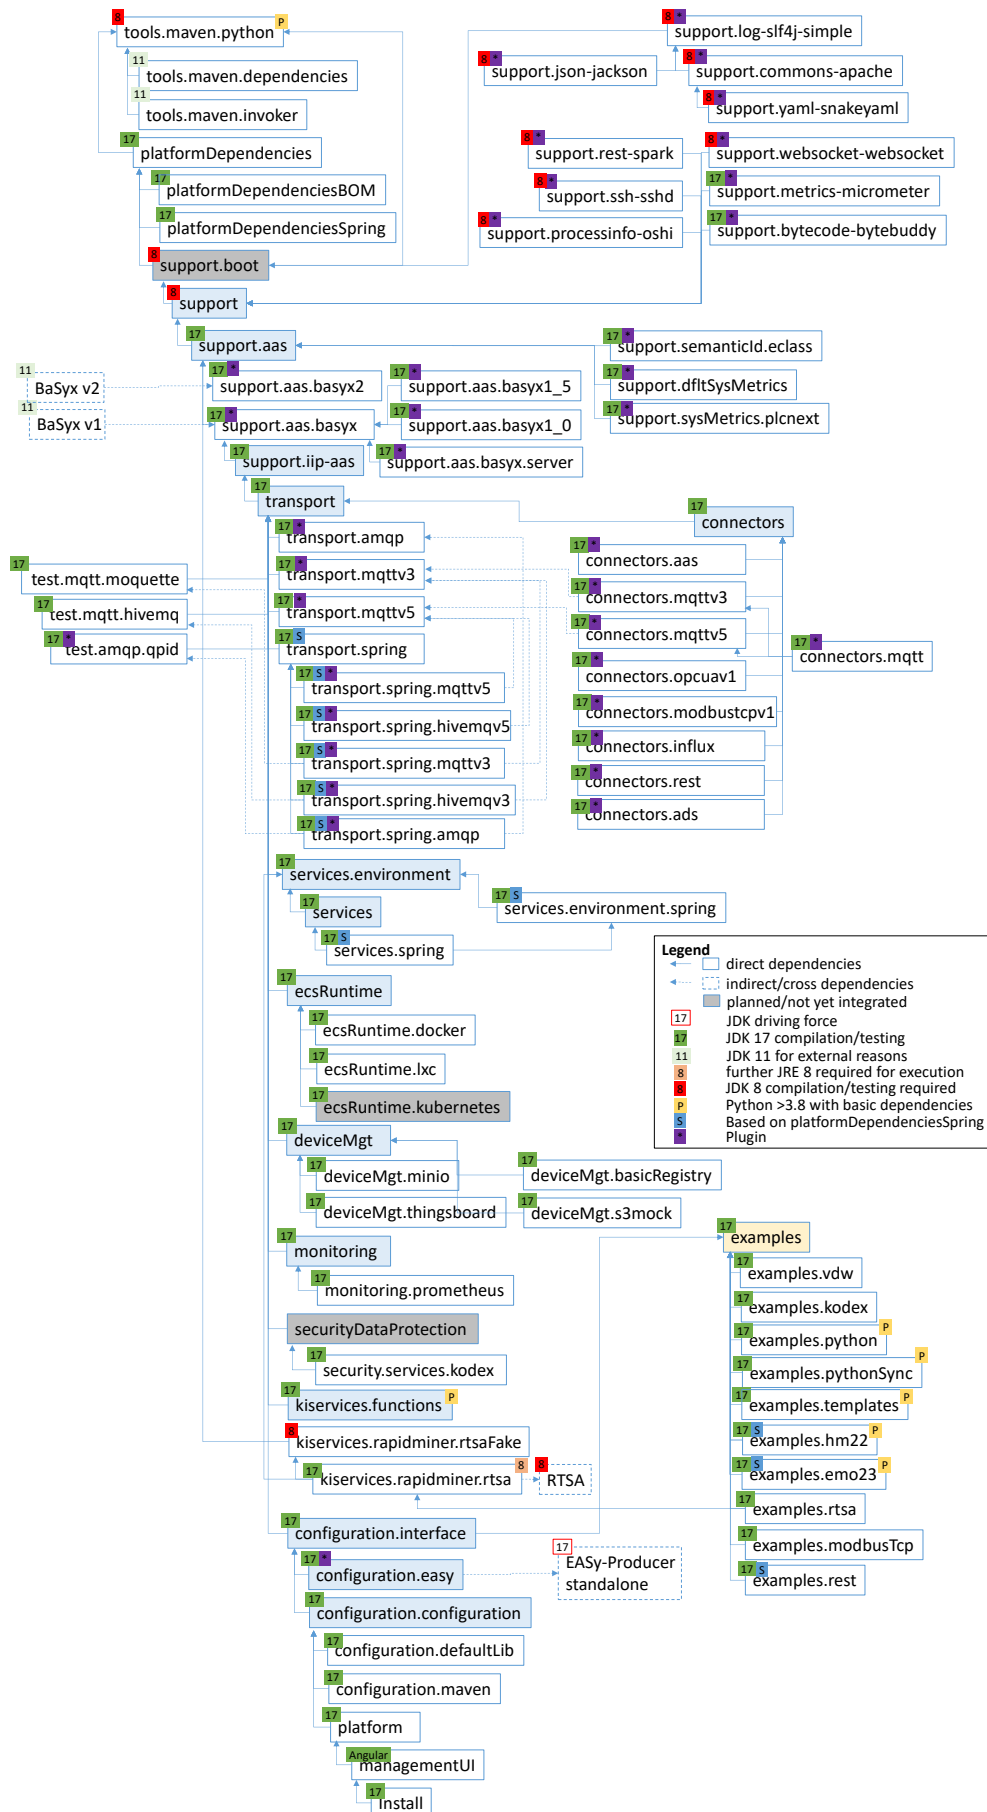 8 P
tools.maven.python
11
tools.maven.dependencies
11
tools.maven.invoker
17
platformDependencies
17
platformDependenciesBOM
17
platformDependenciesSpring
8
support.boot
8
support
8 *
support.log-slf4j-simple
8 *
support.json-jackson
8 *
support.commons-apache
8 *
support.yaml-snakeyaml
8 *
support.rest-spark
8 *
support.websocket-websocket
8 *
support.ssh-sshd
17 *
support.metrics-micrometer
8 *
support.processinfo-oshi
17 *
support.bytecode-bytebuddy
17
support.aas
17 *
support.semanticId.eclass
17 *
support.dfltSysMetrics
17 *
support.sysMetrics.plcnext
11
BaSyx v2
17 *
support.aas.basyx2
17 *
support.aas.basyx1_5
11
BaSyx v1
17 *
support.aas.basyx
17 *
support.aas.basyx1_0
17
support.iip-aas
17 *
support.aas.basyx.server
17
transport
17
connectors
17 *
transport.amqp
17 *
transport.mqttv3
17 *
transport.mqttv5
17 S
transport.spring
17
test.mqtt.moquette
17
test.mqtt.hivemq
17 *
test.amqp.qpid
17 S *
transport.spring.mqttv5
17 S *
transport.spring.hivemqv5
17 S *
transport.spring.mqttv3
17 S *
transport.spring.hivemqv3
17 S *
transport.spring.amqp
17 *
connectors.aas
17 *
connectors.mqttv3
17 *
connectors.mqttv5
17 *
connectors.mqtt
17 *
connectors.opcuav1
17 *
connectors.modbustcpv1
17 *
connectors.influx
17 *
connectors.rest
17 *
connectors.ads
17
services.environment
17 S
services.environment.spring
17
services
17 S
services.spring
Legend
direct dependencies
indirect/cross dependencies
planned/not yet integrated
17 JDK driving force
17 JDK 17 compilation/testing
11 JDK 11 for external reasons
8 further JRE 8 required for execution
8 JDK 8 compilation/testing required
P Python >3.8 with basic dependencies
S Based on platformDependenciesSpring
* Plugin
17
ecsRuntime
17
ecsRuntime.docker
17
ecsRuntime.lxc
17
ecsRuntime.kubernetes
17
deviceMgt
17
deviceMgt.minio
17
deviceMgt.basicRegistry
17
deviceMgt.thingsboard
17
deviceMgt.s3mock
17
monitoring
17
monitoring.prometheus
securityDataProtection
17
security.services.kodex
17 P
kiservices.functions
8
kiservices.rapidminer.rtsaFake
17 8
kiservices.rapidminer.rtsa
8
RTSA
17
examples
17
examples.vdw
17
examples.kodex
17 P
examples.python
17 P
examples.pythonSync
17 P
examples.templates
17 S P
examples.hm22
17 S P
examples.emo23
17
examples.rtsa
17
examples.modbusTcp
17 S
examples.rest
17
configuration.interface
17 *
configuration.easy
17
EASy-Producer
standalone
17
configuration.configuration
17
configuration.defaultLib
17
configuration.maven
17
platform
Angular
managementUI
17
Install